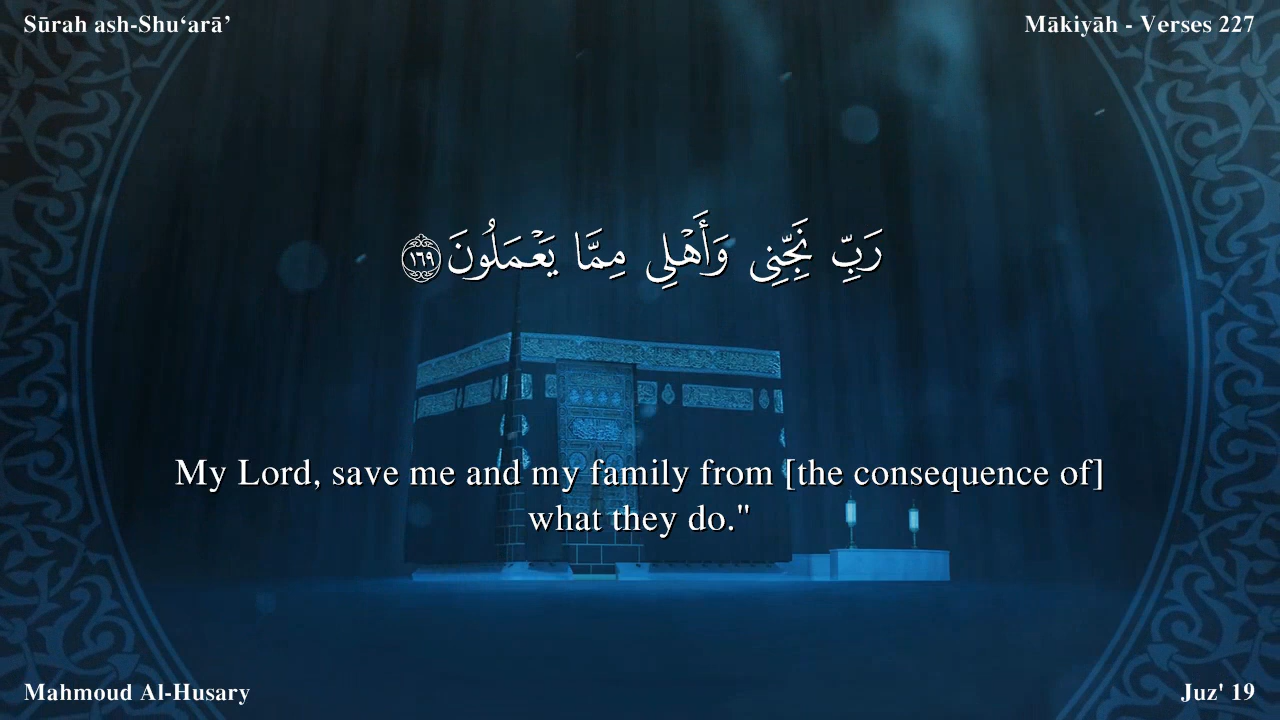 Sūrah ash-Shu‘arā’
Mākiyāh - Verses 227
رَبِّ نَجِّنِى وَأَهْلِى مِمَّا يَعْمَلُونَ ١٦٩
My Lord, save me and my family from [the consequence of]
what they do."
Mahmoud Al-Husary
Juz' 19